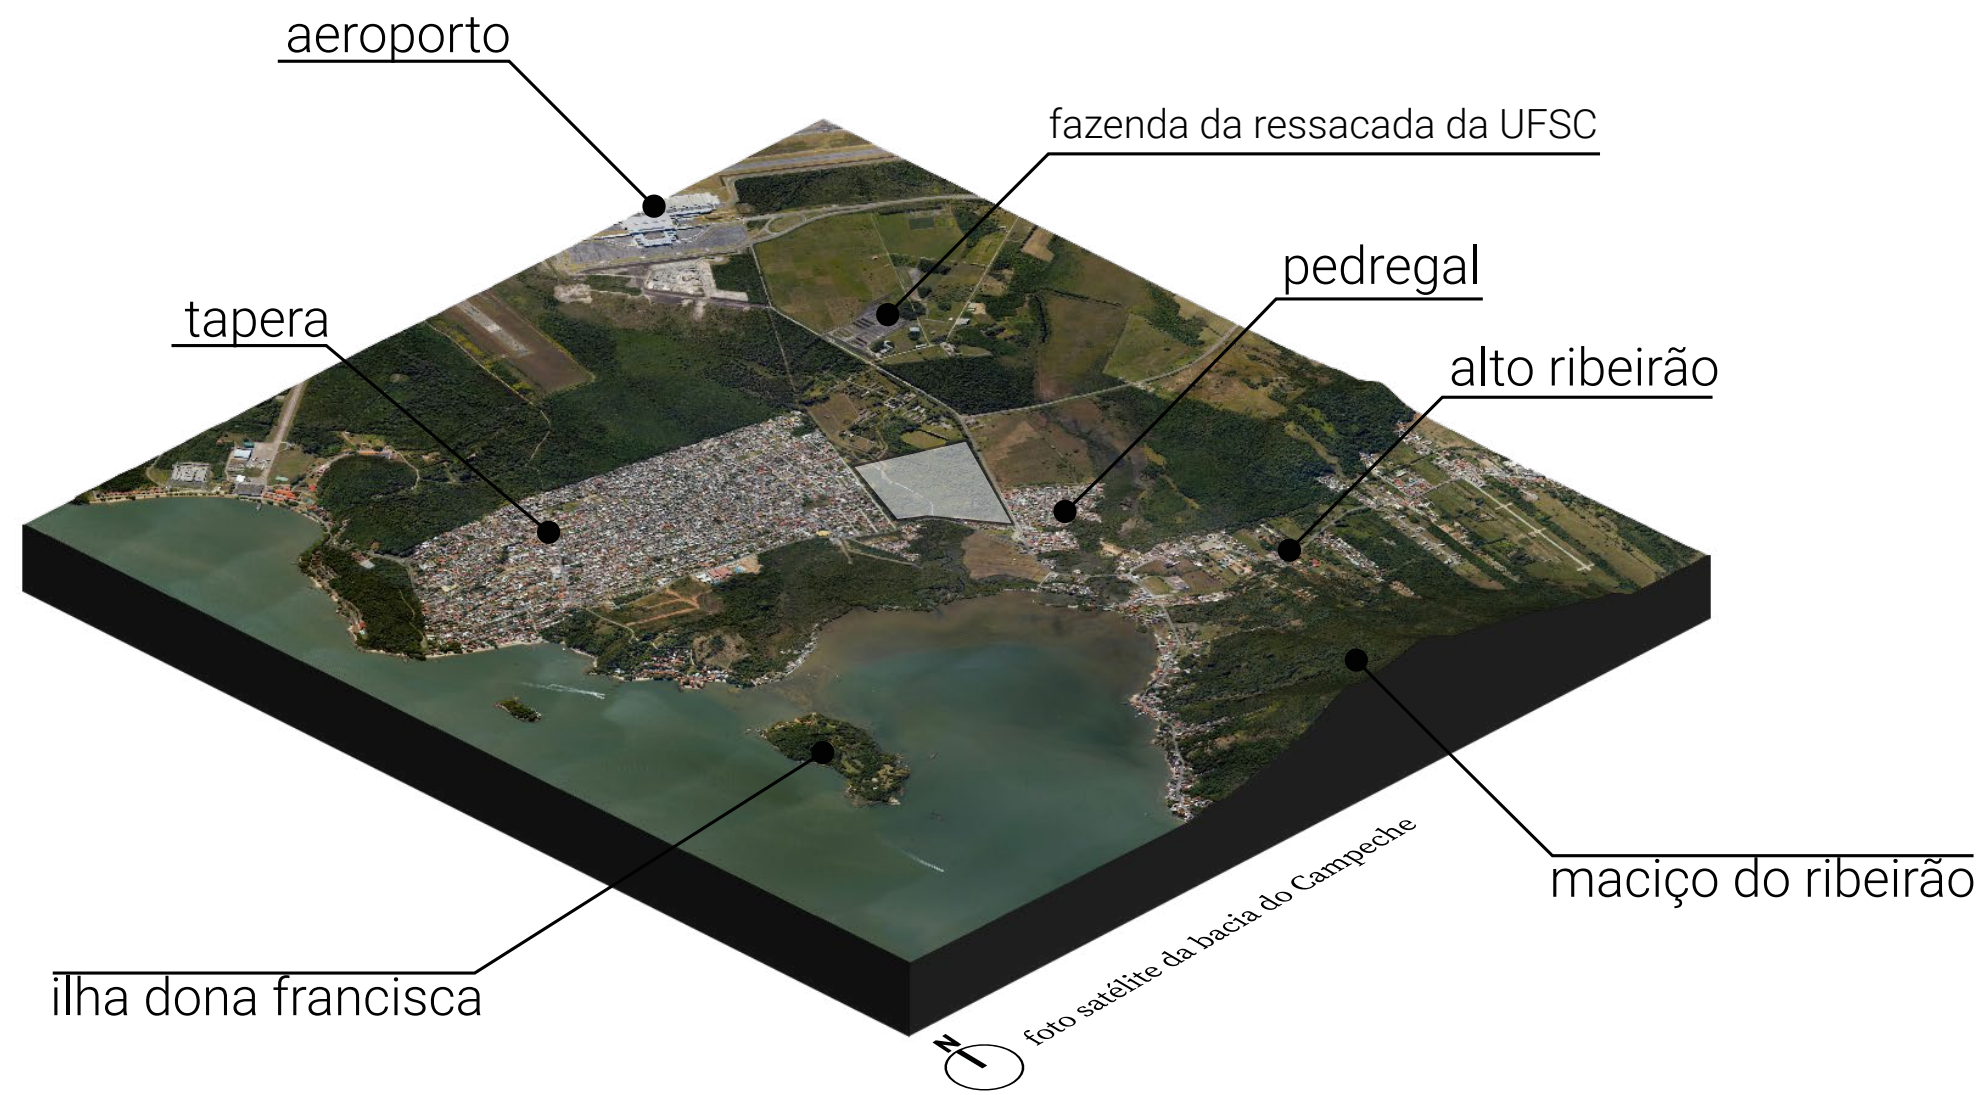 aeroporto
fazenda da ressacada da UFSC
pedregal
tapera
alto ribeirão
maciço do ribeirão
ilha dona francisca
foto satélite da bacia do Campeche
N